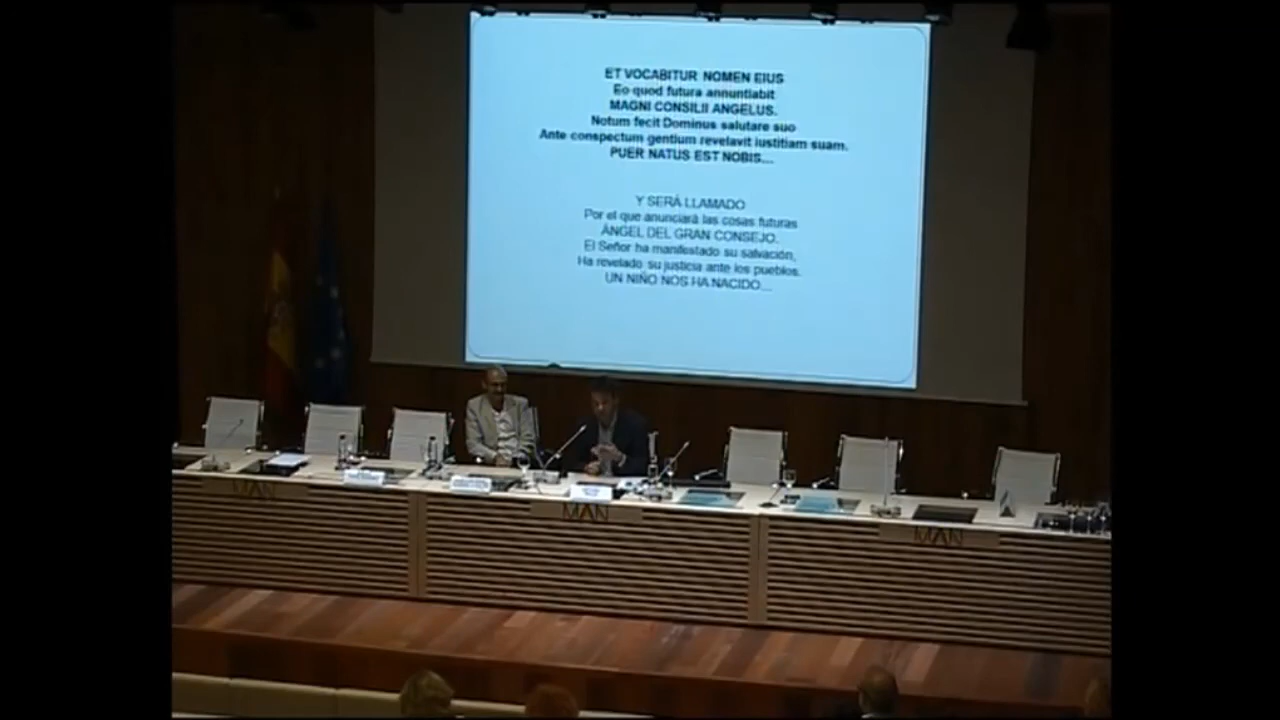 ET VOCABITUR NOMEN EIUS
Eo quod futura annuntiabit
MAGNI CONSILII ANGELUS.
Notum fecit Dominus salutare suo
Ante conspectum gentium revelavit iustitiam suam.
PUER NATUS EST NOBIS...
Y SERÁ LLAMADO
Por el que anunciará las cosas futuras
ÁNGEL DEL GRAN CONSEJO.
El Señor ha manifestado su salvación,
Ha revelado su justicia ante los pueblos.
UN NIÑO NOS HA NACIDO...
MAN
MAN
MAN